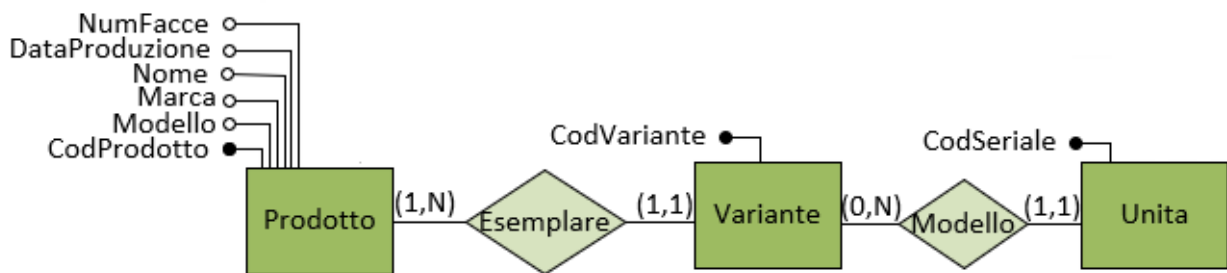 NumFacce
DataProduzione
Nome
Marca
Modello
CodProdotto
CodVariante
CodSeriale
Prodotto
(1,N)
Esemplare
(1,1)
Variante
(0,N)
Modello
(1,1)
Unita